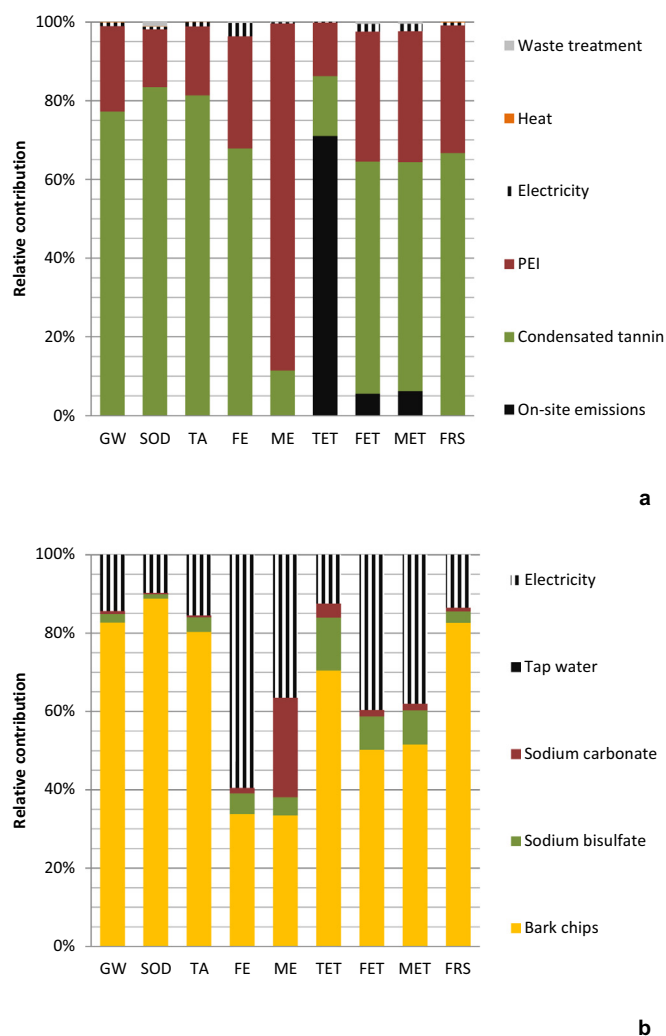 100%
80%
60%
40%
20%
0%
Relative contribution
GW SOD TA FE ME TET FET MET FRS
Waste treatment
Heat
Electricity
PEI
Condensated tannin
On-site emissions
a
100%
80%
60%
40%
20%
0%
Relative contribution
GW SOD TA FE ME TET FET MET FRS
Electricity
Tap water
Sodium carbonate
Sodium bisulfate
Bark chips
b